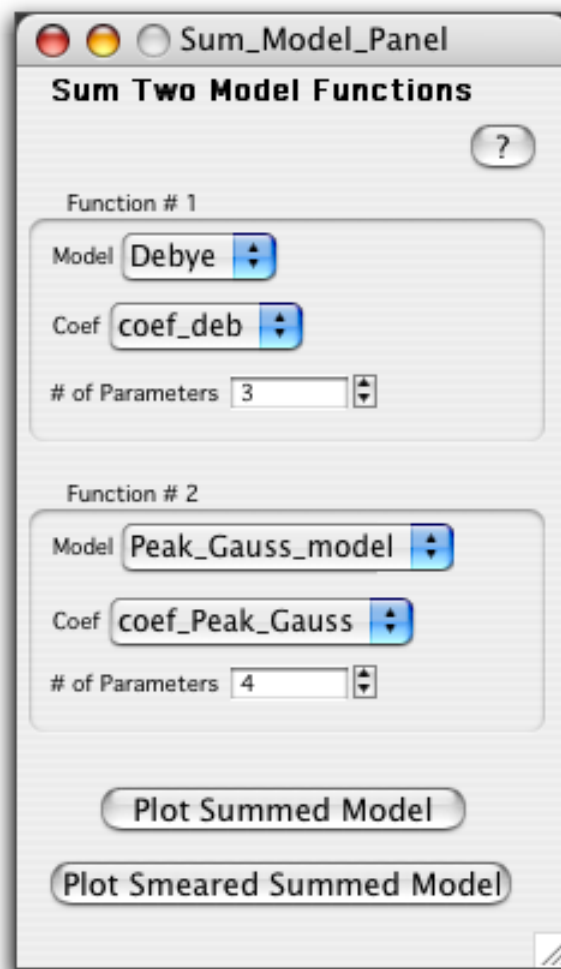 Sum_Model_Panel
Sum Two Model Functions
?
Function # 1
Model Debye
Coef coef_deb
# of Parameters 3
Function # 2
Model Peak_Gauss_model
Coef coef_Peak_Gauss
# of Parameters 4
Plot Summed Model
Plot Smeared Summed Model